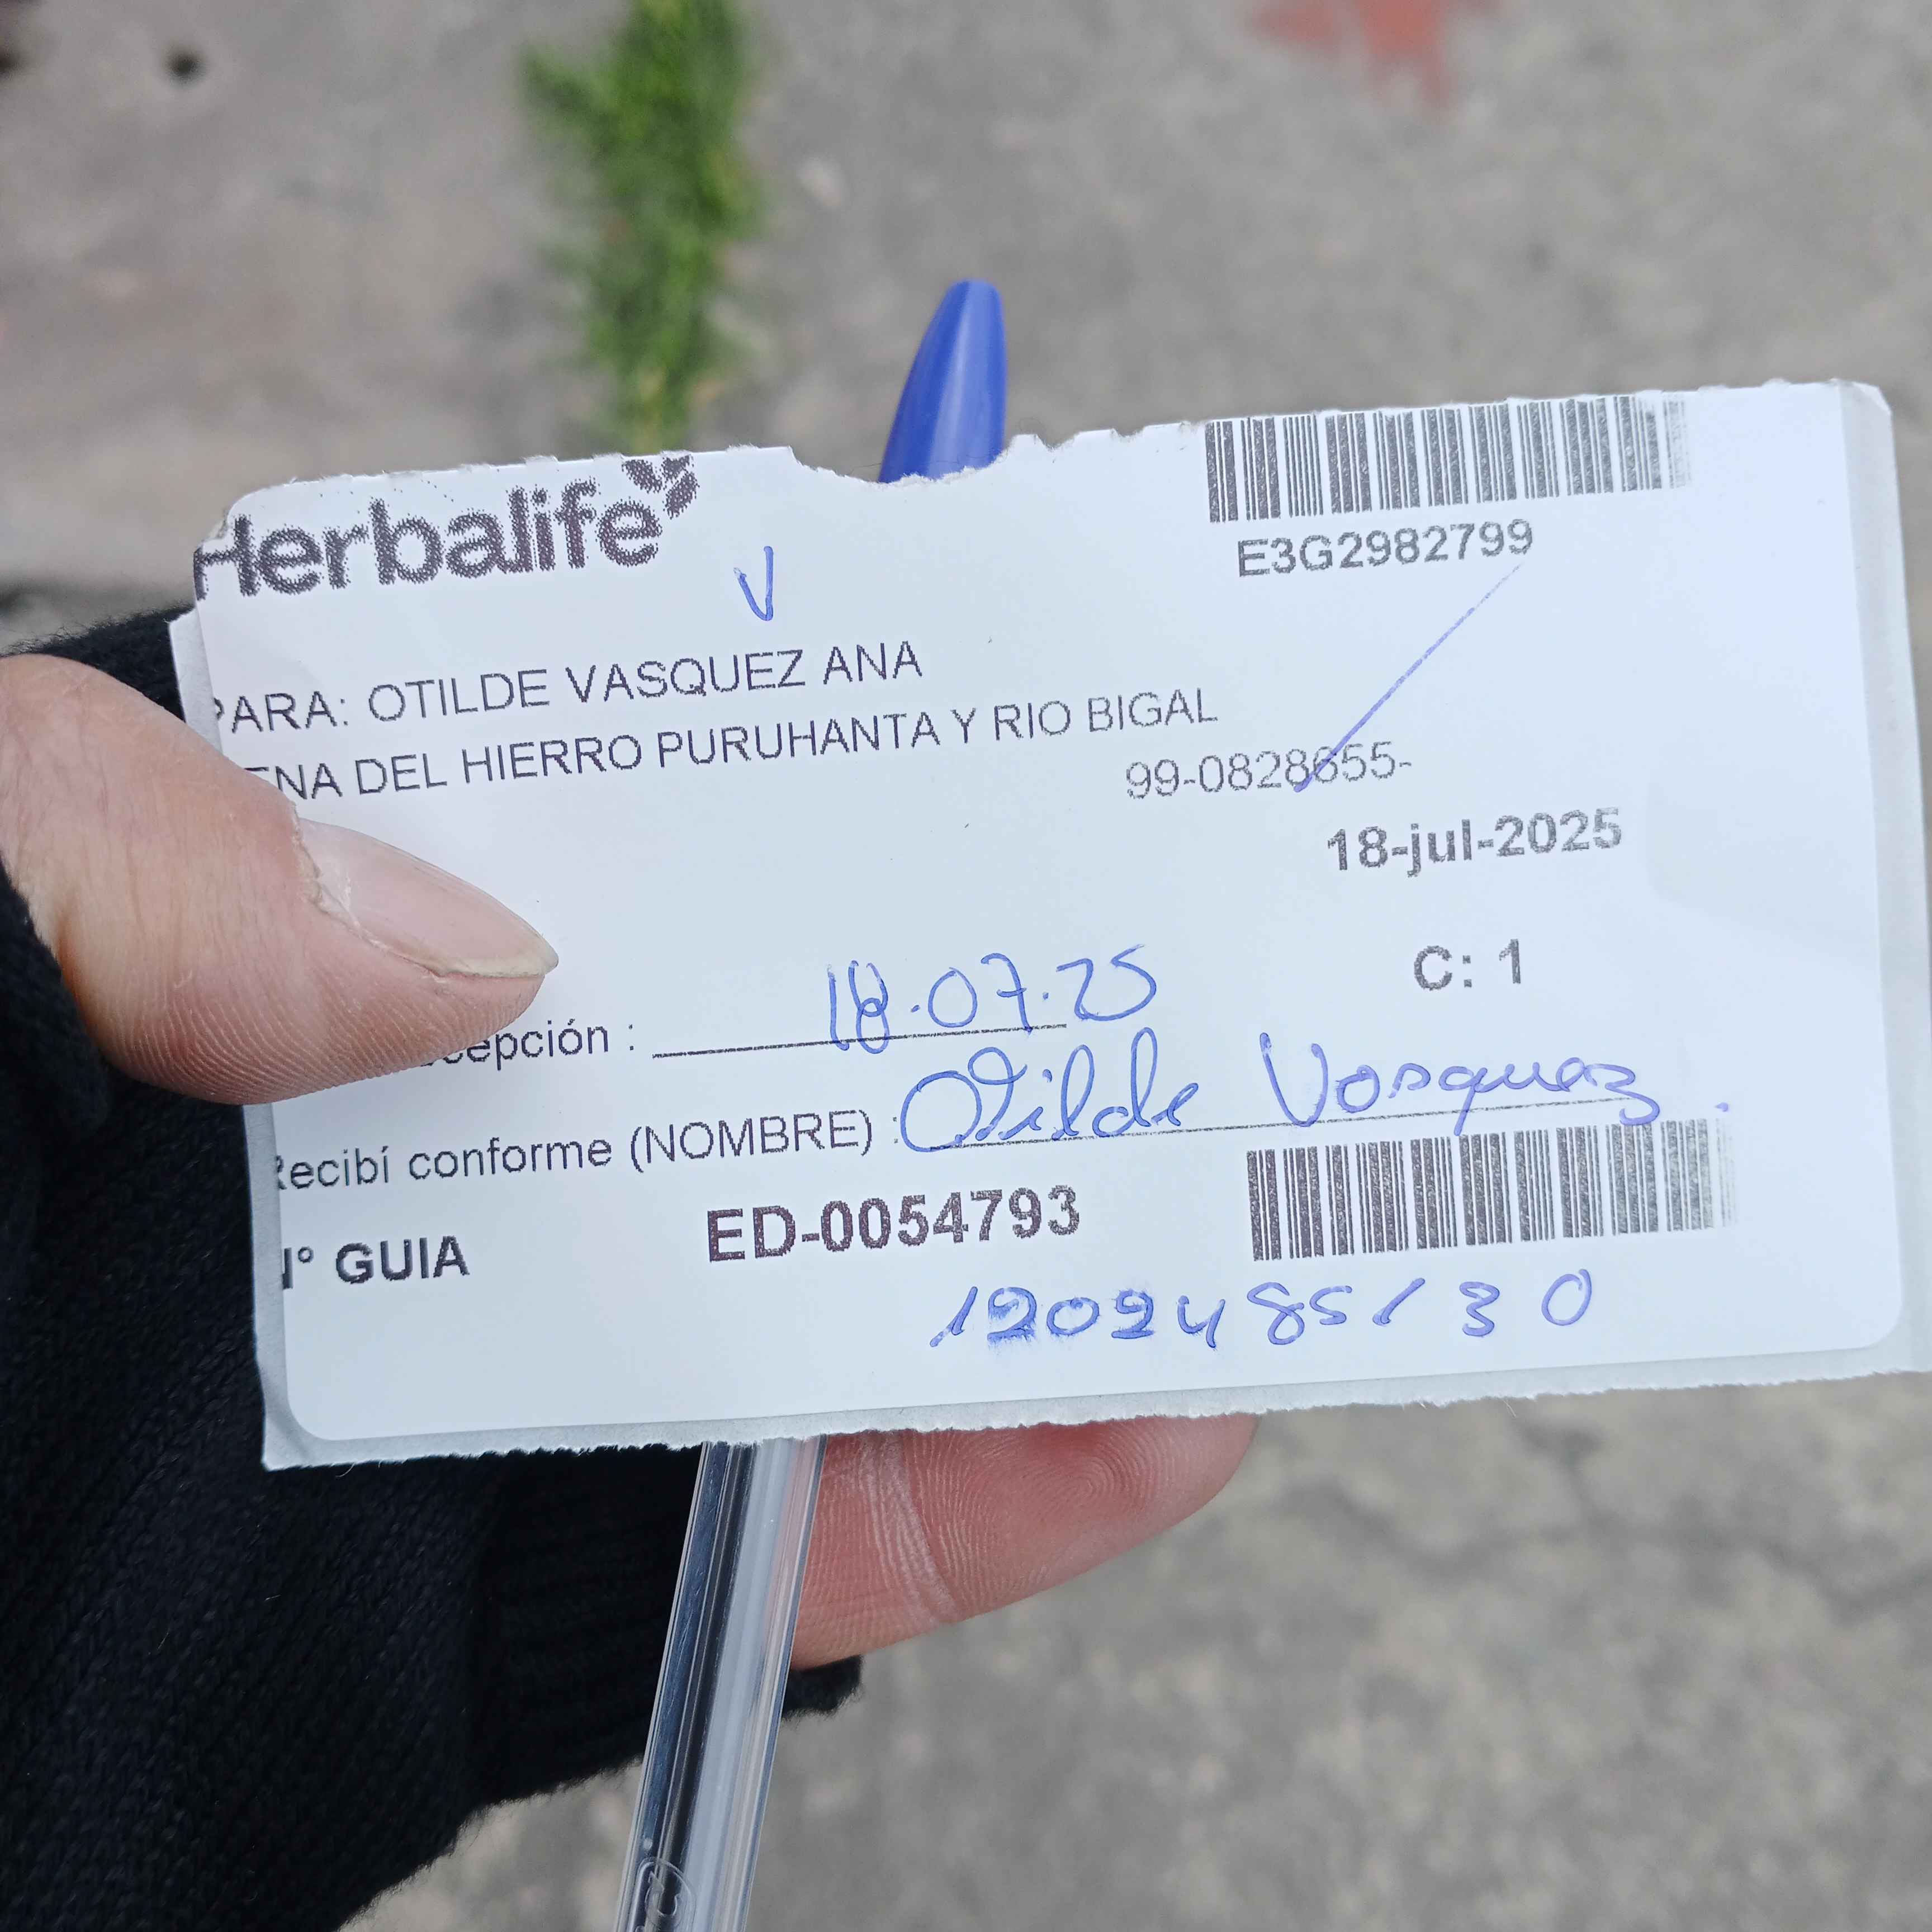 Herbalife
E3G2982799
V
PARA: OTILDE VASQUEZ ANA
ENA DEL HIERRO PURUHANTA Y RIO BIGAL
99-0828655-
18-jul-2025
C: 1
cepción : 18.07.25
Recibí conforme (NOMBRE) : Otilde Vasquez
N° GUIA ED-0054793
1202485130